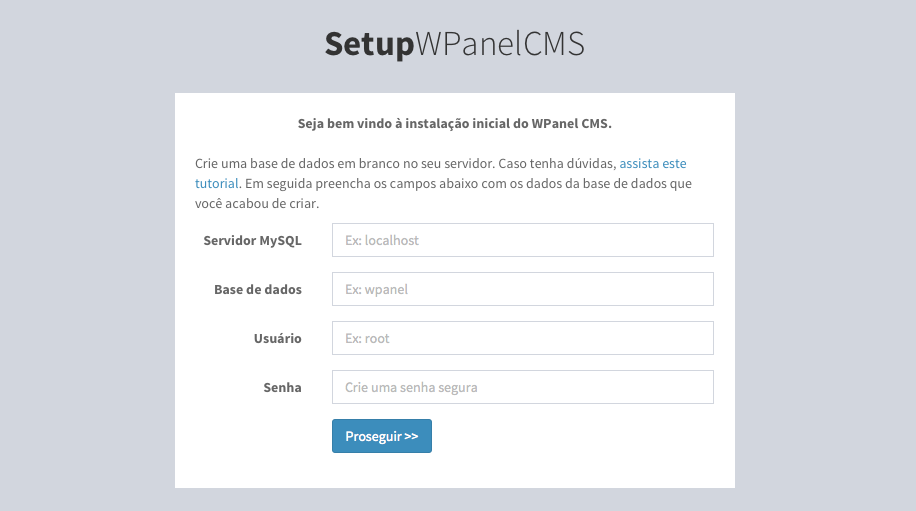 SetupWPanelCMS
Seja bem vindo à instalação inicial do WPanel CMS.
Crie uma base de dados em branco no seu servidor. Caso tenha dúvidas, assista este
tutorial. Em seguida preencha os campos abaixo com os dados da base de dados que
você acabou de criar.
Servidor MySQL Ex: localhost
Base de dados Ex: wpanel
Usuário Ex: root
Senha Crie uma senha segura
Proseguir >>